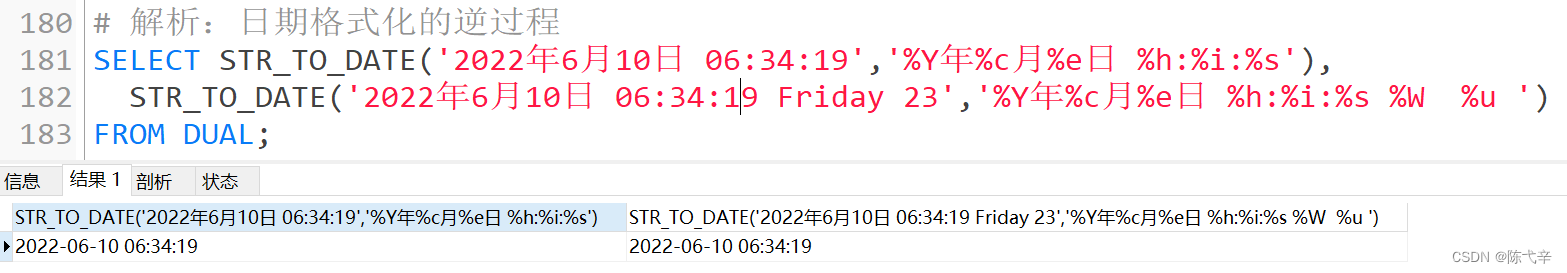 180 # 解析：日期格式化的逆过程
181 SELECT STR_TO_DATE('2022年6月10日 06:34:19','%Y年%c月%e日 %h:%i:%s'),
182 STR_TO_DATE('2022年6月10日 06:34:19 Friday 23','%Y年%c月%e日 %h:%i:%s %W  %u ')
183 FROM DUAL;
信息 结果 1 剖析 状态
STR_TO_DATE('2022年6月10日 06:34:19','%Y年%c月%e日 %h:%i:%s') STR_TO_DATE('2022年6月10日 06:34:19 Friday 23','%Y年%c月%e日 %h:%i:%s %W  %u ')
2022-06-10 06:34:19 2022-06-10 06:34:19
CSDN @陈弋辛